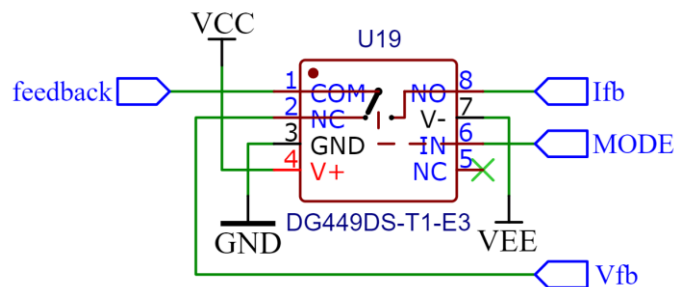 VCC
U19
feedback
1
COM
NO
8
Ifb
2
NC
V-
7
3
GND
IN
6
MODE
4
V+
NC
5
GND
DG449DS-T1-E3
VEE
Vfb